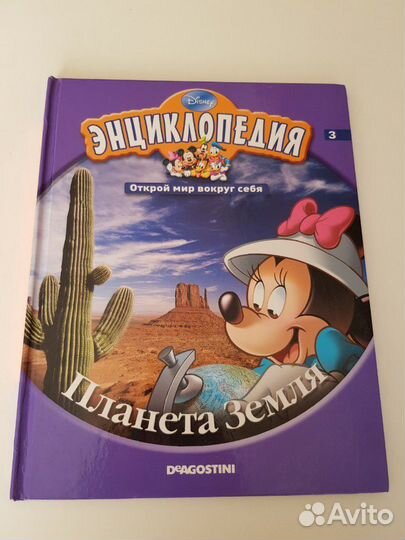 Disney
ЭНЦИКЛОПЕДИЯ
3
Открой мир вокруг себя
Планета Земля
DeAGOSTINI
Avito